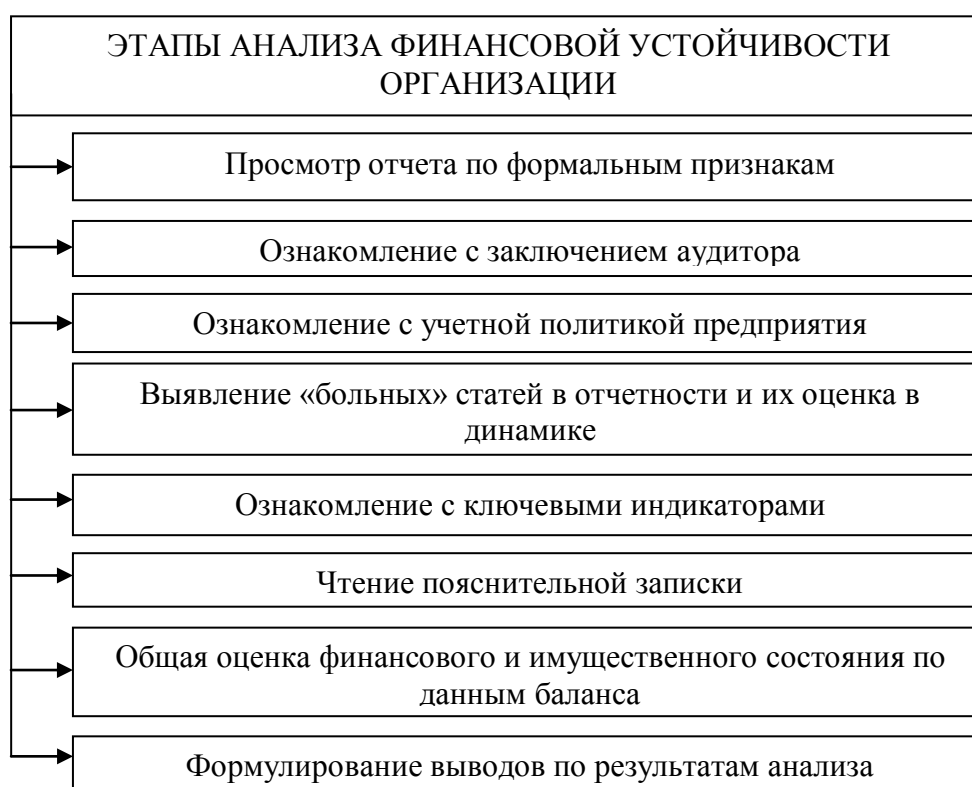 ЭТАПЫ АНАЛИЗА ФИНАНСОВОЙ УСТОЙЧИВОСТИ
ОРГАНИЗАЦИИ
Просмотр отчета по формальным признакам
Ознакомление с заключением аудитора
Ознакомление с учетной политикой предприятия
Выявление «больных» статей в отчетности и их оценка в
динамике
Ознакомление с ключевыми индикаторами
Чтение пояснительной записки
Общая оценка финансового и имущественного состояния по
данным баланса
Формулирование выводов по результатам анализа